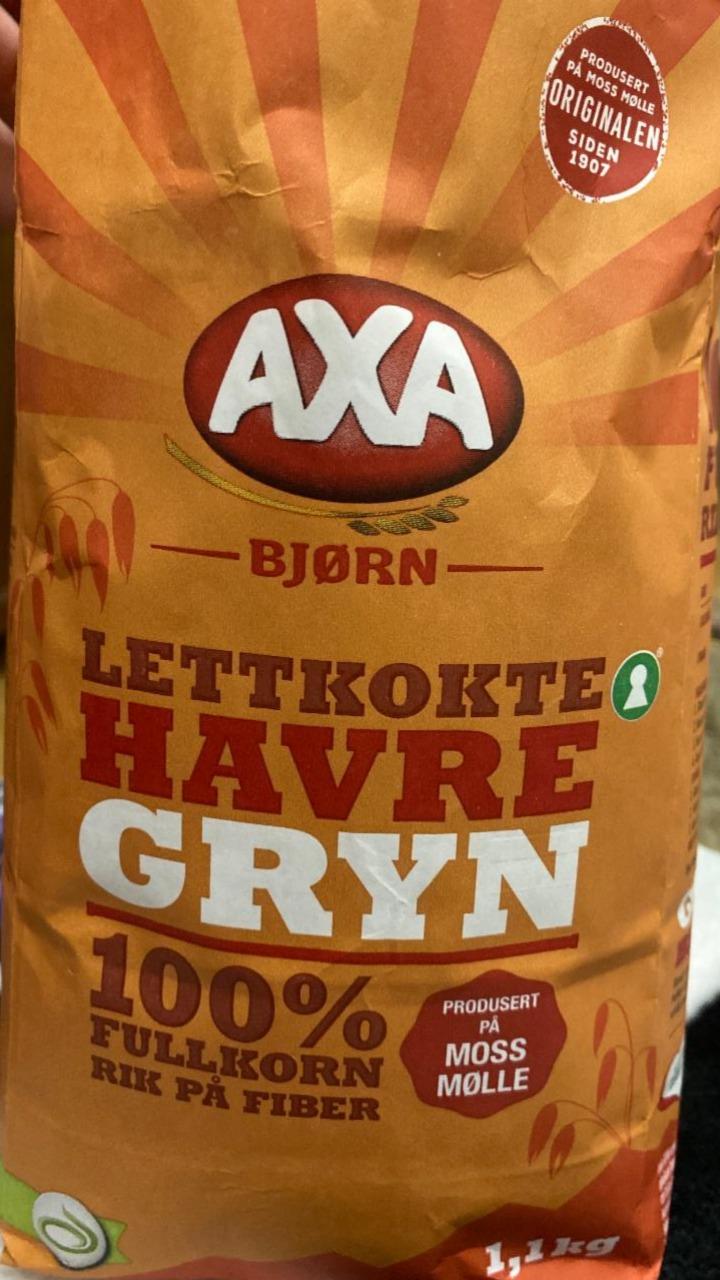 PRODUSERT
PÅ MOSS MØLLE
ORIGINALEN
SIDEN
1907
AXA
BJØRN
LETTKOKTE
HAVRE
GRYN
100%
FULLKORN
RIK PÅ FIBER
PRODUSERT
PÅ
MOSS
MØLLE
1,1kg